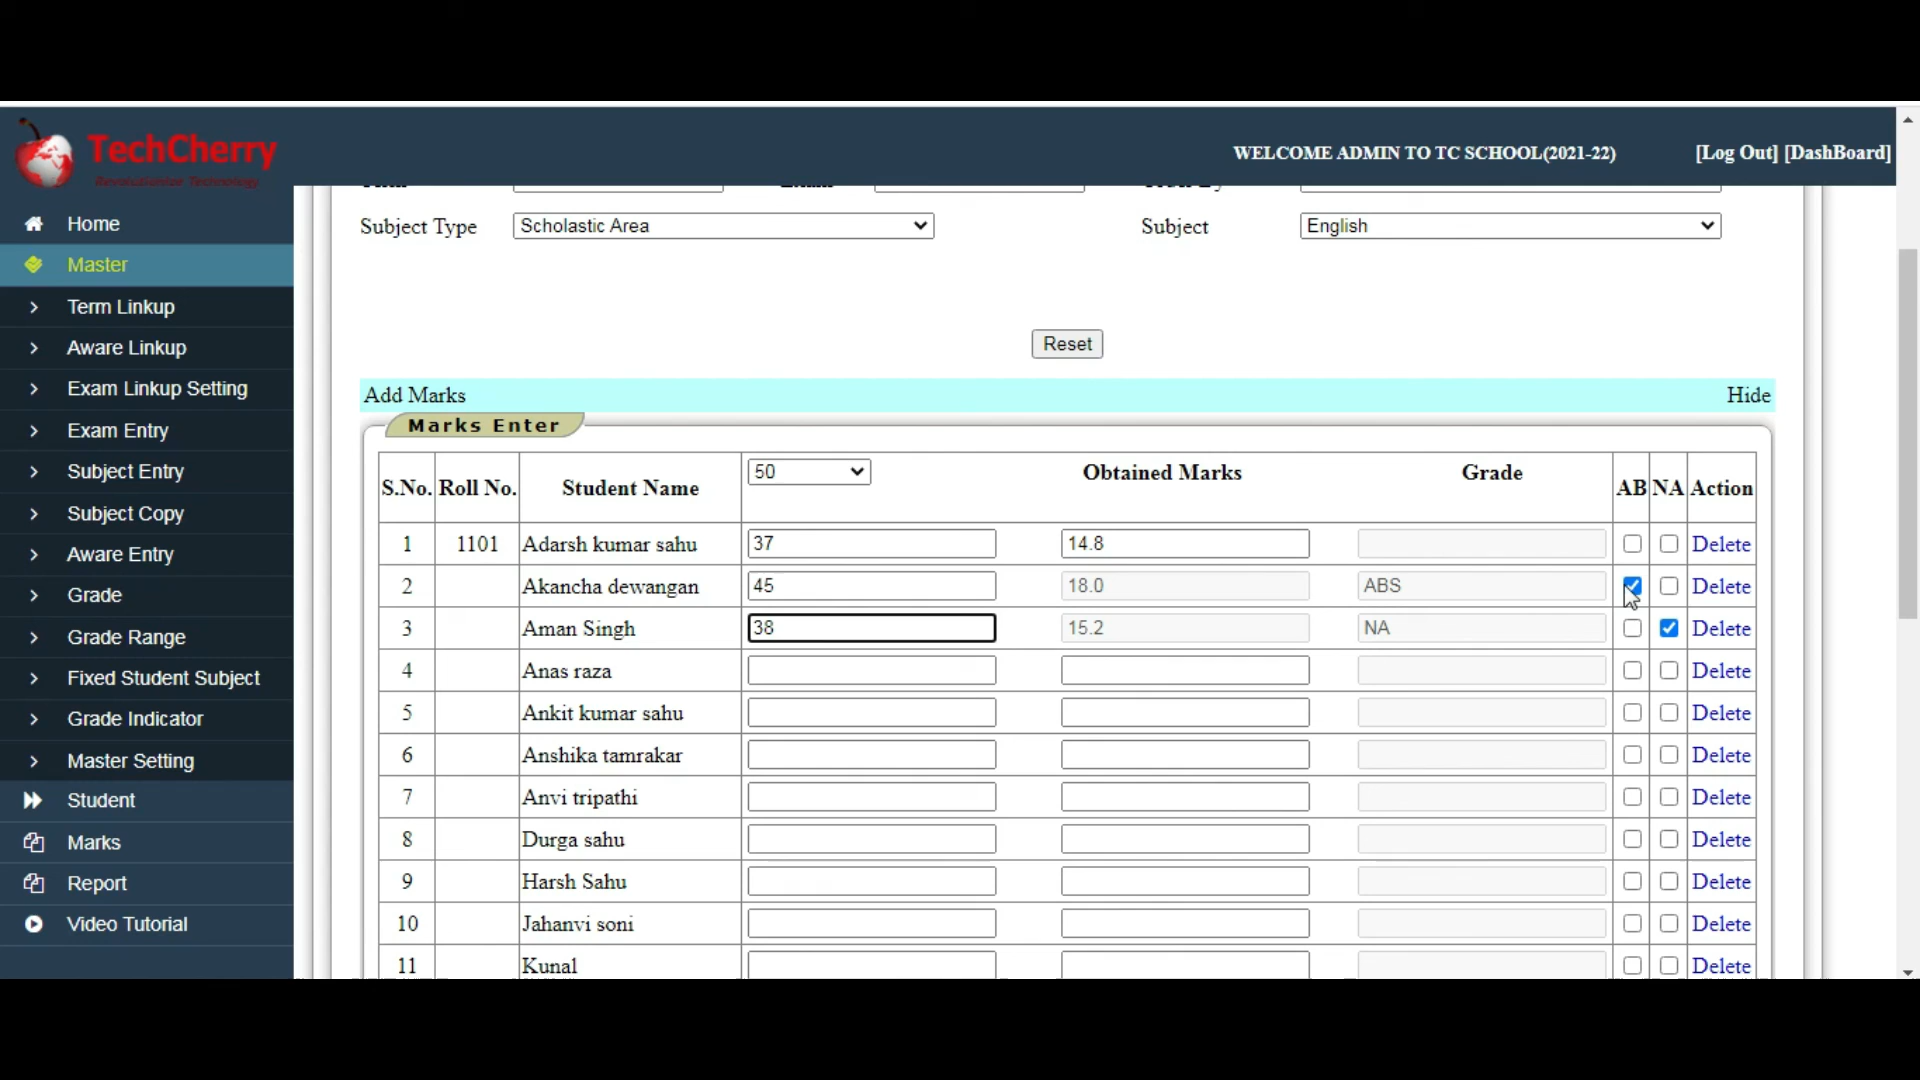 TechCherry
Revolutionize Technology
WELCOME ADMIN TO TC SCHOOL(2021-22)
[Log Out] [DashBoard]
Home
Master
Term Linkup
Aware Linkup
Exam Linkup Setting
Exam Entry
Subject Entry
Subject Copy
Aware Entry
Grade
Grade Range
Fixed Student Subject
Grade Indicator
Master Setting
Student
Marks
Report
Video Tutorial
Subject Type Scholastic Area Subject English
Reset
Add Marks Hide
Marks Enter
S.No. Roll No. Student Name 50 Obtained Marks Grade AB NA Action
1 1101 Adarsh kumar sahu 37 14.8 Delete
2 Akancha dewangan 45 18.0 ABS Delete
3 Aman Singh 38 15.2 NA Delete
4 Anas raza Delete
5 Ankit kumar sahu Delete
6 Anshika tamrakar Delete
7 Anvi tripathi Delete
8 Durga sahu Delete
9 Harsh Sahu Delete
10 Jahanvi soni Delete
11 Kunal Delete